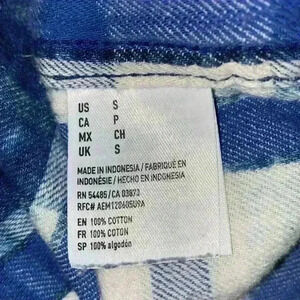 US S
CA P
MX CH
UK S
MADE IN INDONESIA / FABRIQUÉ EN
INDONÉSIE / HECHO EN INDONESIA
RN 54485/CA 03872
RFC# AEM120605U9A
EN 100% COTTON
FR 100% COTON
SP 100% algodón